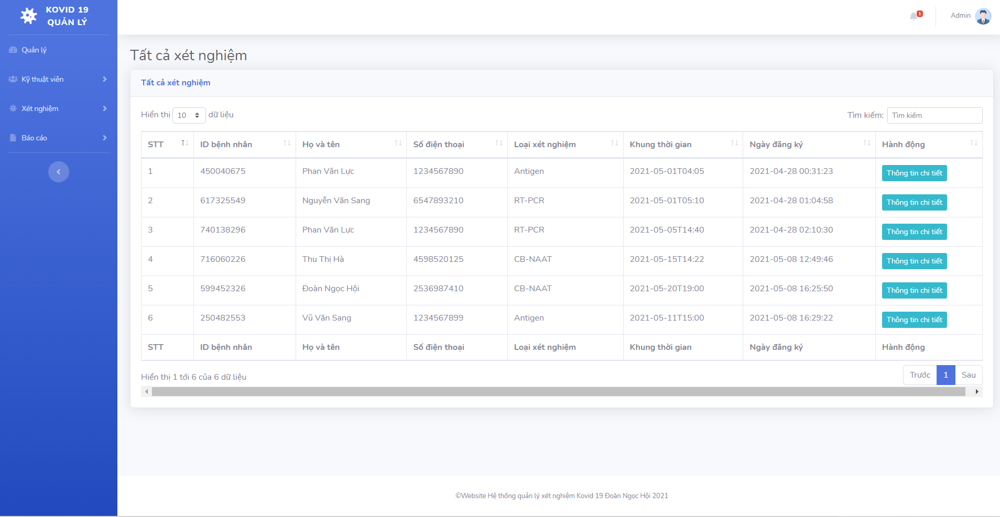 KOVID 19
QUẢN LÝ
1
Admin
Quản lý
Kỹ thuật viên
Xét nghiệm
Báo cáo
Tất cả xét nghiệm
Tất cả xét nghiệm
Hiển thị 10 dữ liệu
Tìm kiếm: Tìm kiếm
STT ID bệnh nhân Họ và tên Số điện thoại Loại xét nghiệm Khung thời gian Ngày đăng ký Hành động
1 450040675 Phan Văn Lực 1234567890 Antigen 2021-05-01T04:05 2021-04-28 00:31:23 Thông tin chi tiết
2 617325549 Nguyễn Văn Sang 6547893210 RT-PCR 2021-05-01T05:10 2021-04-28 01:04:58 Thông tin chi tiết
3 740138296 Phan Văn Lực 1234567890 RT-PCR 2021-05-05T14:40 2021-04-28 02:10:30 Thông tin chi tiết
4 716060226 Thu Thị Hà 4598520125 CB-NAAT 2021-05-15T14:22 2021-05-08 12:49:46 Thông tin chi tiết
5 599452326 Đoàn Ngọc Hội 2536987410 CB-NAAT 2021-05-20T19:00 2021-05-08 16:25:50 Thông tin chi tiết
6 250482553 Vũ Văn Sang 1234567899 Antigen 2021-05-11T15:00 2021-05-08 16:29:22 Thông tin chi tiết
STT ID bệnh nhân Họ và tên Số điện thoại Loại xét nghiệm Khung thời gian Ngày đăng ký Hành động
Hiển thị 1 tới 6 của 6 dữ liệu
Trước 1 Sau
©Website Hệ thống quản lý xét nghiệm Kovid 19 Đoàn Ngọc Hội 2021